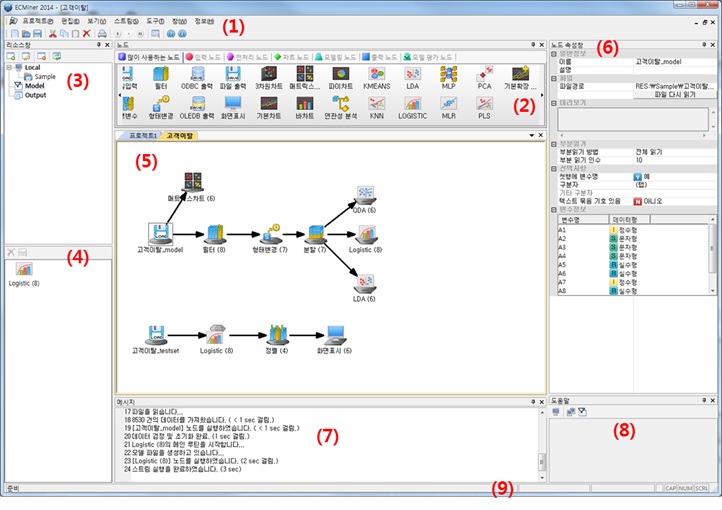 ECMiner 2014 - [고객이탈]
프로젝트(P) 편집(E) 보기(V) 스트림(S) 도구(T) 창(W) 정보(H)
(1)
리소스창
Local
Sample
Model
Output
(3)
(4)
Logistic (8)
노드
많이 사용하는 노드 입력 노드 전처리 노드 차트 노드 모델링 노드 출력 노드 모델 평가 노드
일입력 필터 ODBC 출력 파일 출력 3차원차트 매트릭스... 파이차트 KMEANS LDA MLP PCA 기본확장 ...
(2)
형태변경 OLEDB 출력 화면표시 기본차트 바차트 연관성 분석 KNN LOGISTIC MLR PLS
프로젝트1 고객이탈
(5)
매트릭스차트 (6)
고객이탈_model
필터 (8)
형태변경 (7)
분할 (7)
QDA (6)
Logistic (8)
LDA (6)
고객이탈_testset
Logistic (8)
정렬 (4)
화면표시 (6)
메시지
17 파일을 읽습니다...
18 8530 건의 데이터를 가져왔습니다. ( < 1 sec 걸림.)
19 [고객이탈_model] 노드를 실행하였습니다. ( < 1 sec 걸림.)
20 데이터 검정 및 초기화 완료. (1 sec 걸림.)
21 Logistic (8)의 메인 루틴을 시작합니다...
22 모델 파일을 생성하고 있습니다...
23 [Logistic (8)] 노드를 실행하였습니다. (2 sec 걸림.)
24 스트림 실행을 완료하였습니다. (3 sec)
(7)
노드 속성창
(6)
일반정보
이름 고객이탈_model
설명
파일
파일경로 RES:₩Sample₩고객이탈...
파일 다시 읽기
미리보기
부분읽기
부분읽기 방법 전체 읽기
부분 읽기 인수 10
선택사항
첫행에 변수명 Y 예
구분자 (탭)
기타 구분자
텍스트 묶음 기호 있음 N 아니오
변수정보
변수명 데이터형
A1 I 정수형
A2 S 문자형
A3 S 문자형
A4 S 문자형
A5 R 실수형
A6 R 실수형
A7 I 정수형
A8 R 실수형
도움말
(8)
준비
(9)
CAP NUM SCRL